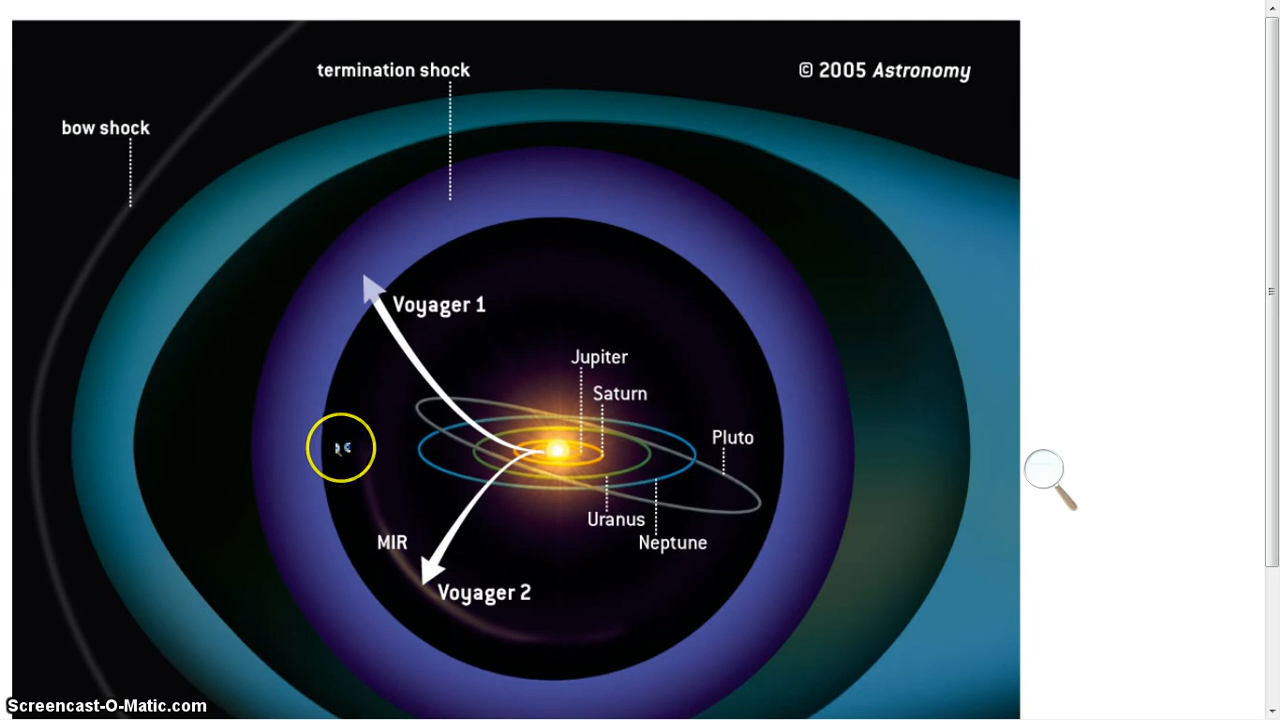 termination shock
© 2005 Astronomy
bow shock
Voyager 1
Jupiter
Saturn
Pluto
Uranus
MIR
Neptune
Voyager 2
Screencast-O-Matic.com